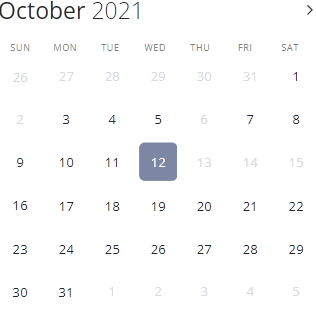 October 2021
SUN MON TUE WED THU FRI SAT
26 27 28 29 30 31 1
2 3 4 5 6 7 8
9 10 11 12 13 14 15
16 17 18 19 20 21 22
23 24 25 26 27 28 29
30 31 1 2 3 4 5